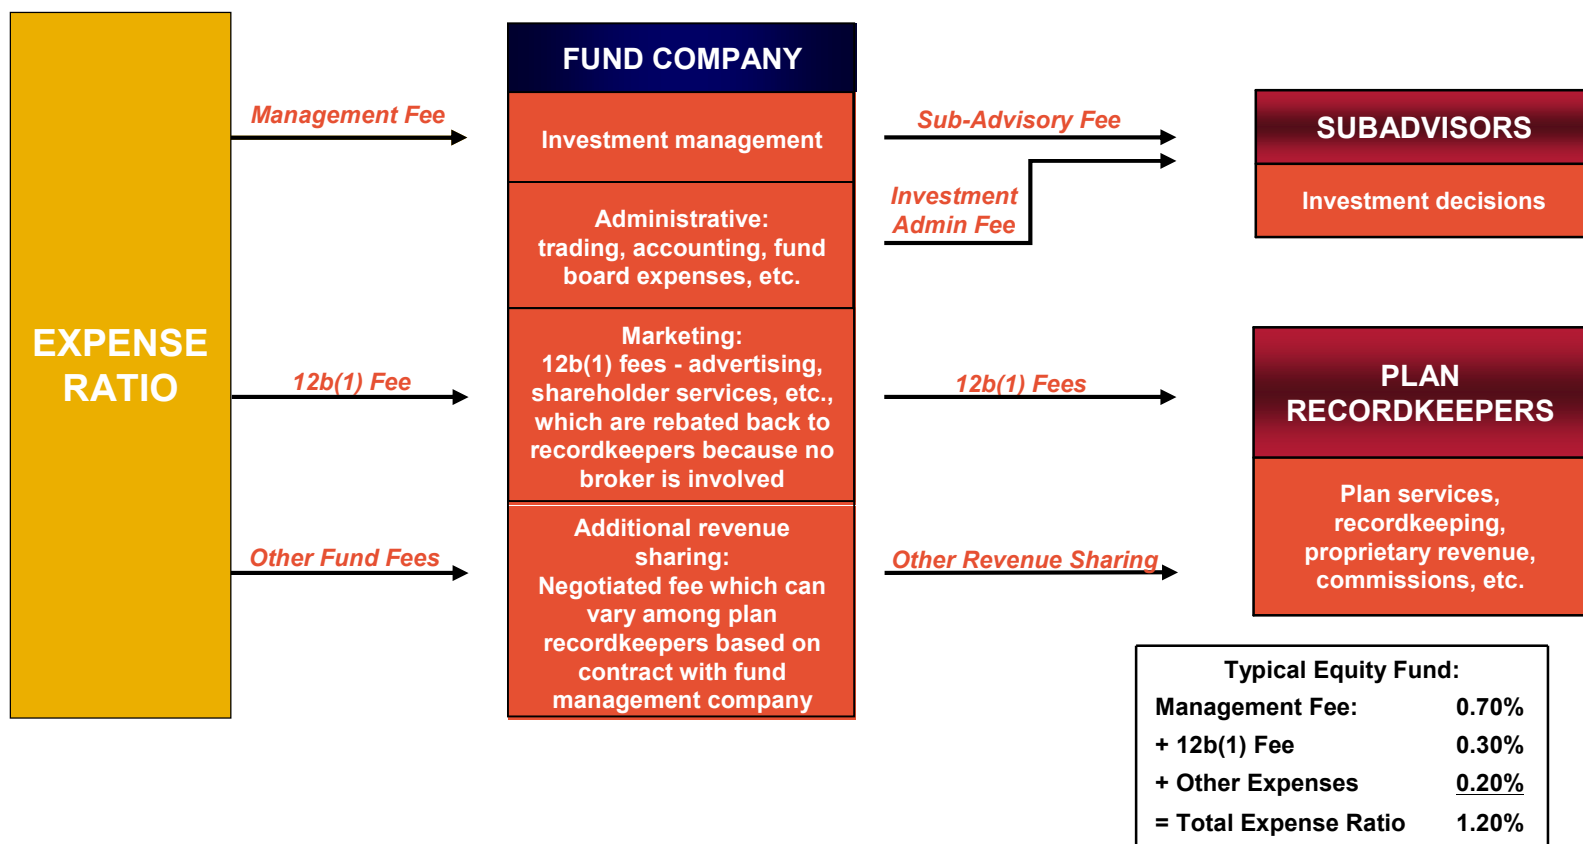 EXPENSE
RATIO
Management Fee
12b(1) Fee
Other Fund Fees
FUND COMPANY
Investment management
Administrative:
trading, accounting, fund
board expenses, etc.
Marketing:
12b(1) fees - advertising,
shareholder services, etc.,
which are rebated back to
recordkeepers because no
broker is involved
Additional revenue
sharing:
Negotiated fee which can
vary among plan
recordkeepers based on
contract with fund
management company
Sub-Advisory Fee
Investment
Admin Fee
12b(1) Fees
Other Revenue Sharing
SUBADVISORS
Investment decisions
PLAN
RECORDKEEPERS
Plan services,
recordkeeping,
proprietary revenue,
commissions, etc.
Typical Equity Fund:
Management Fee: 0.70%
+ 12b(1) Fee 0.30%
+ Other Expenses 0.20%
= Total Expense Ratio 1.20%